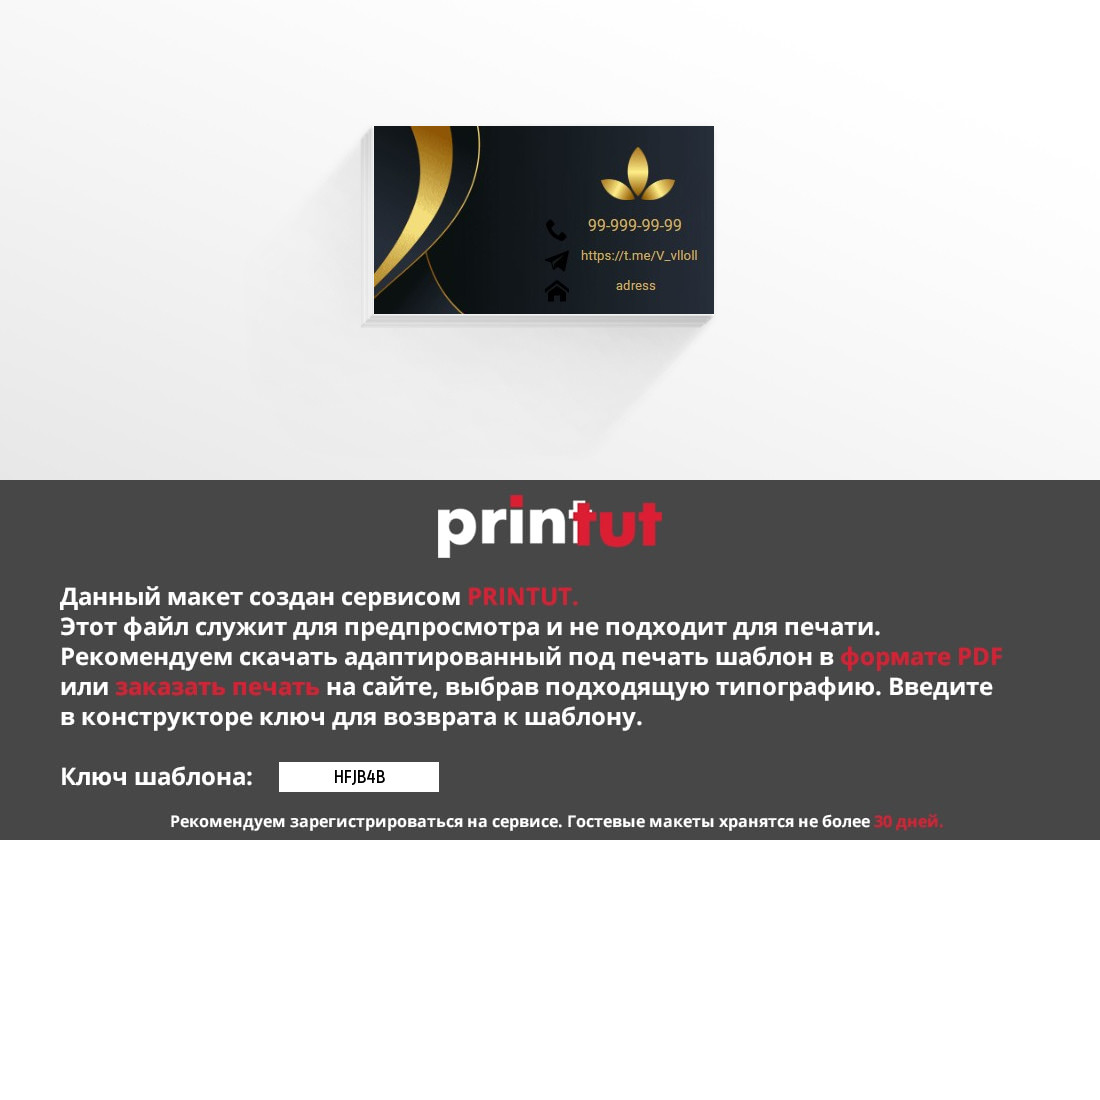 99-999-99-99
https://t.me/V_vlloll
adress
printut
Данный макет создан сервисом PRINTUT.
Этот файл служит для предпросмотра и не подходит для печати.
Рекомендуем скачать адаптированный под печать шаблон в формате PDF
или заказать печать на сайте, выбрав подходящую типографию. Введите
в конструкторе ключ для возврата к шаблону.
Ключ шаблона: HFJB4B
Рекомендуем зарегистрироваться на сервисе. Гостевые макеты хранятся не более 30 дней.